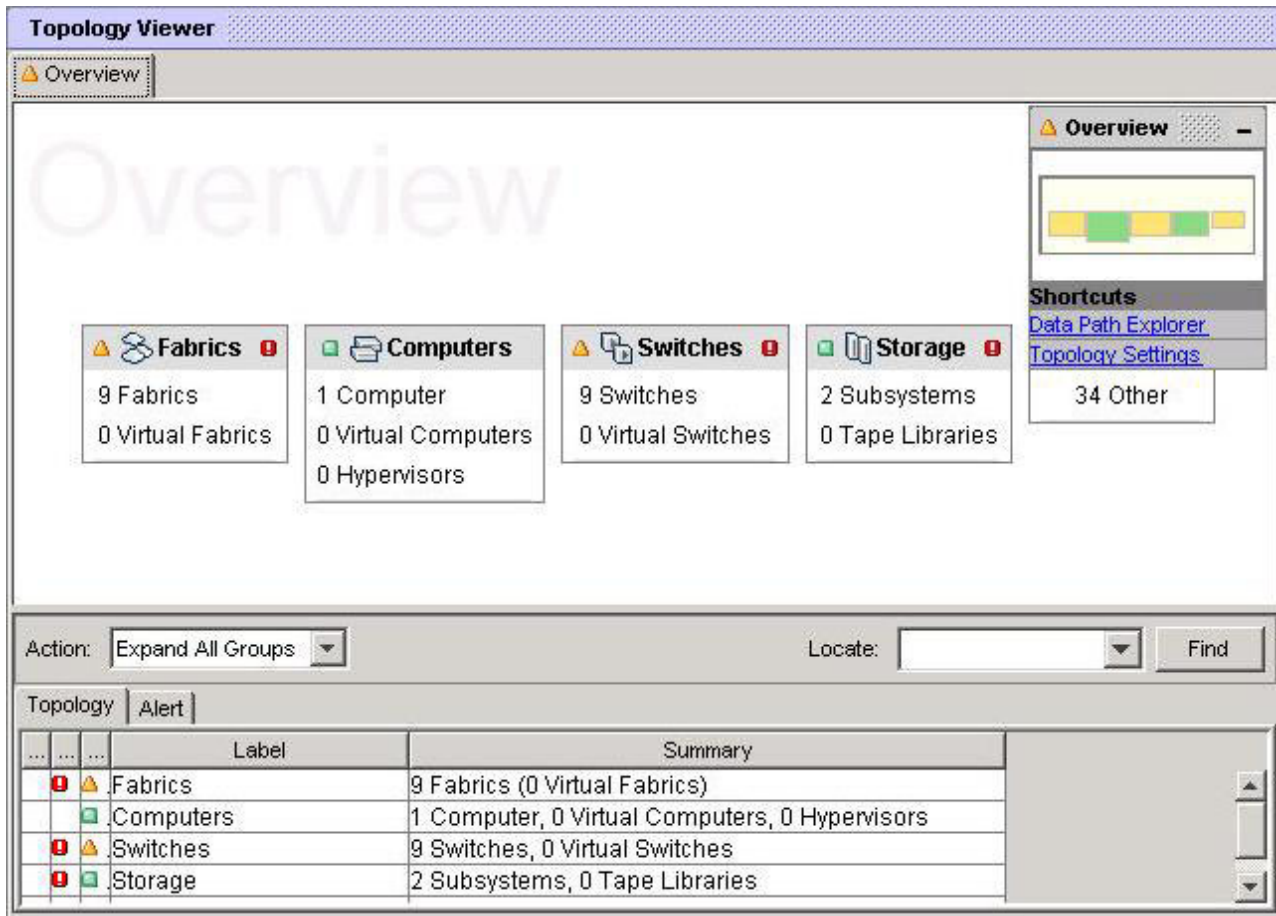 Topology Viewer
Overview
Overview
Overview
Shortcuts
Data Path Explorer
Topology Settings
Fabrics
9 Fabrics
0 Virtual Fabrics
Computers
1 Computer
0 Virtual Computers
0 Hypervisors
Switches
9 Switches
0 Virtual Switches
Storage
2 Subsystems
0 Tape Libraries
34 Other
Action: Expand All Groups Locate: Find
Topology Alert
... ... ... Label Summary
Fabrics 9 Fabrics (0 Virtual Fabrics)
Computers 1 Computer, 0 Virtual Computers, 0 Hypervisors
Switches 9 Switches, 0 Virtual Switches
Storage 2 Subsystems, 0 Tape Libraries